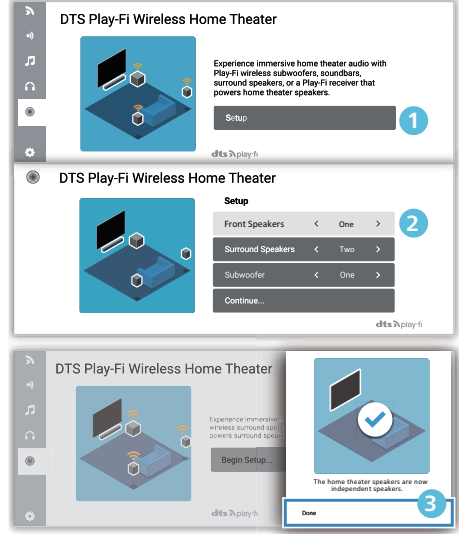 DTS Play-Fi Wireless Home Theater
Experience immersive home theater audio with
Play-Fi wireless subwoofers, soundbars,
surround speakers, or a Play-Fi receiver that
powers home theater speakers.
Setup
1
dts play-fi
DTS Play-Fi Wireless Home Theater
Setup
Front Speakers < One >
2
Surround Speakers < Two >
Subwoofer < One >
Continue...
dts play-fi
DTS Play-Fi Wireless Home Theater
Experience immersive
wireless surround
powers surround
Begin Setup...
dts play-fi
The home theater speakers are now
independent speakers.
3
Done